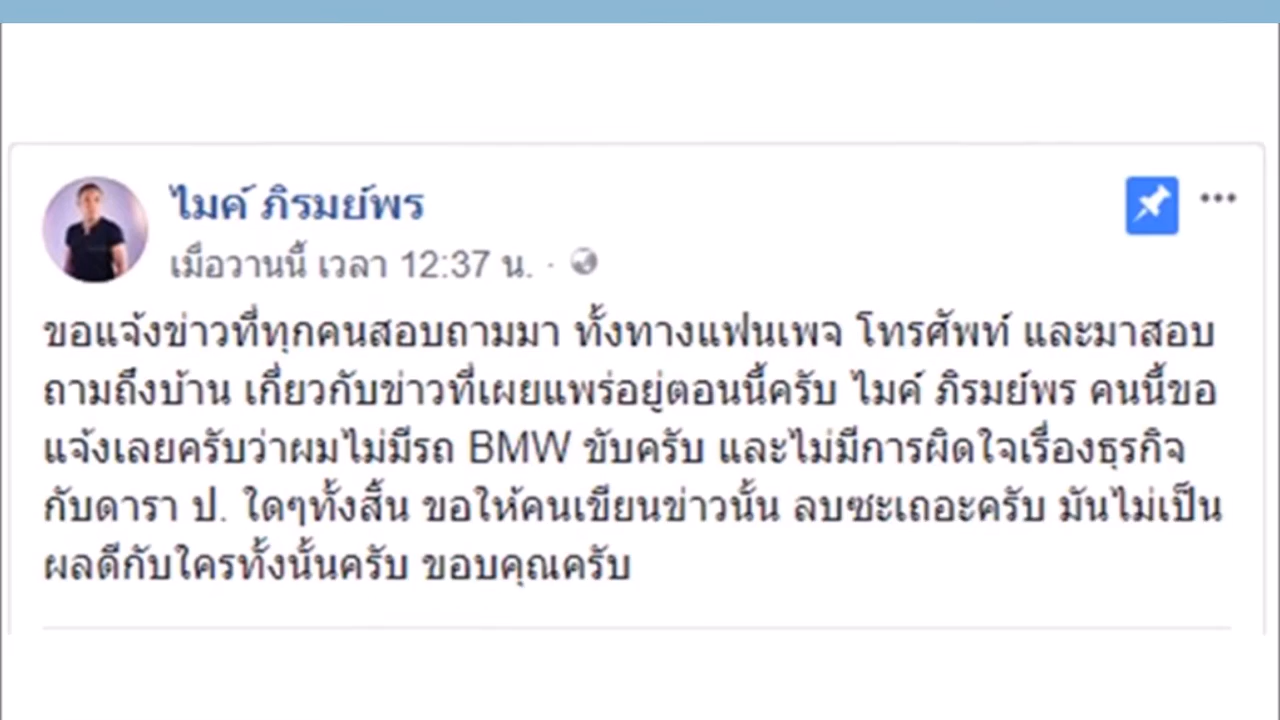 ไมค์ ภิรมย์พร
เมื่อวานนี้ เวลา 12:37 น. ·
ขอแจ้งข่าวที่ทุกคนสอบถามมา ทั้งทางแฟนเพจ โทรศัพท์ และมาสอบ
ถามถึงบ้าน เกี่ยวกับข่าวที่เผยแพร่อยู่ตอนนี้ครับ ไมค์ ภิรมย์พร คนนี้ขอ
แจ้งเลยครับว่าผมไม่มีรถ BMW ขับครับ และไม่มีการผิดใจเรื่องธุรกิจ
กับดารา ป. ใดๆทั้งสิ้น ขอให้คนเขียนข่าวนั้น ลบซะเถอะครับ มันไม่เป็น
ผลดีกับใครทั้งนั้นครับ ขอบคุณครับ